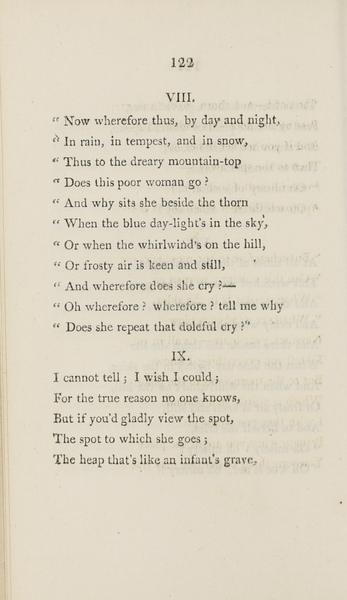 122
VIII.
“ Now wherefore thus, by day and night,
“ In rain, in tempest, and in snow,
“ Thus to the dreary mountain-top
“ Does this poor woman go ?
“ And why sits she beside the thorn
“ When the blue day-light's in the sky,
“ Or when the whirlwind's on the hill,
“ Or frosty air is keen and still,
“ And wherefore does she cry ?—
“ Oh wherefore ? wherefore ? tell me why
“ Does she repeat that doleful cry ?”
IX.
I cannot tell ; I wish I could ;
For the true reason no one knows,
But if you'd gladly view the spot,
The spot to which she goes ;
The heap that's like an infant's grave,